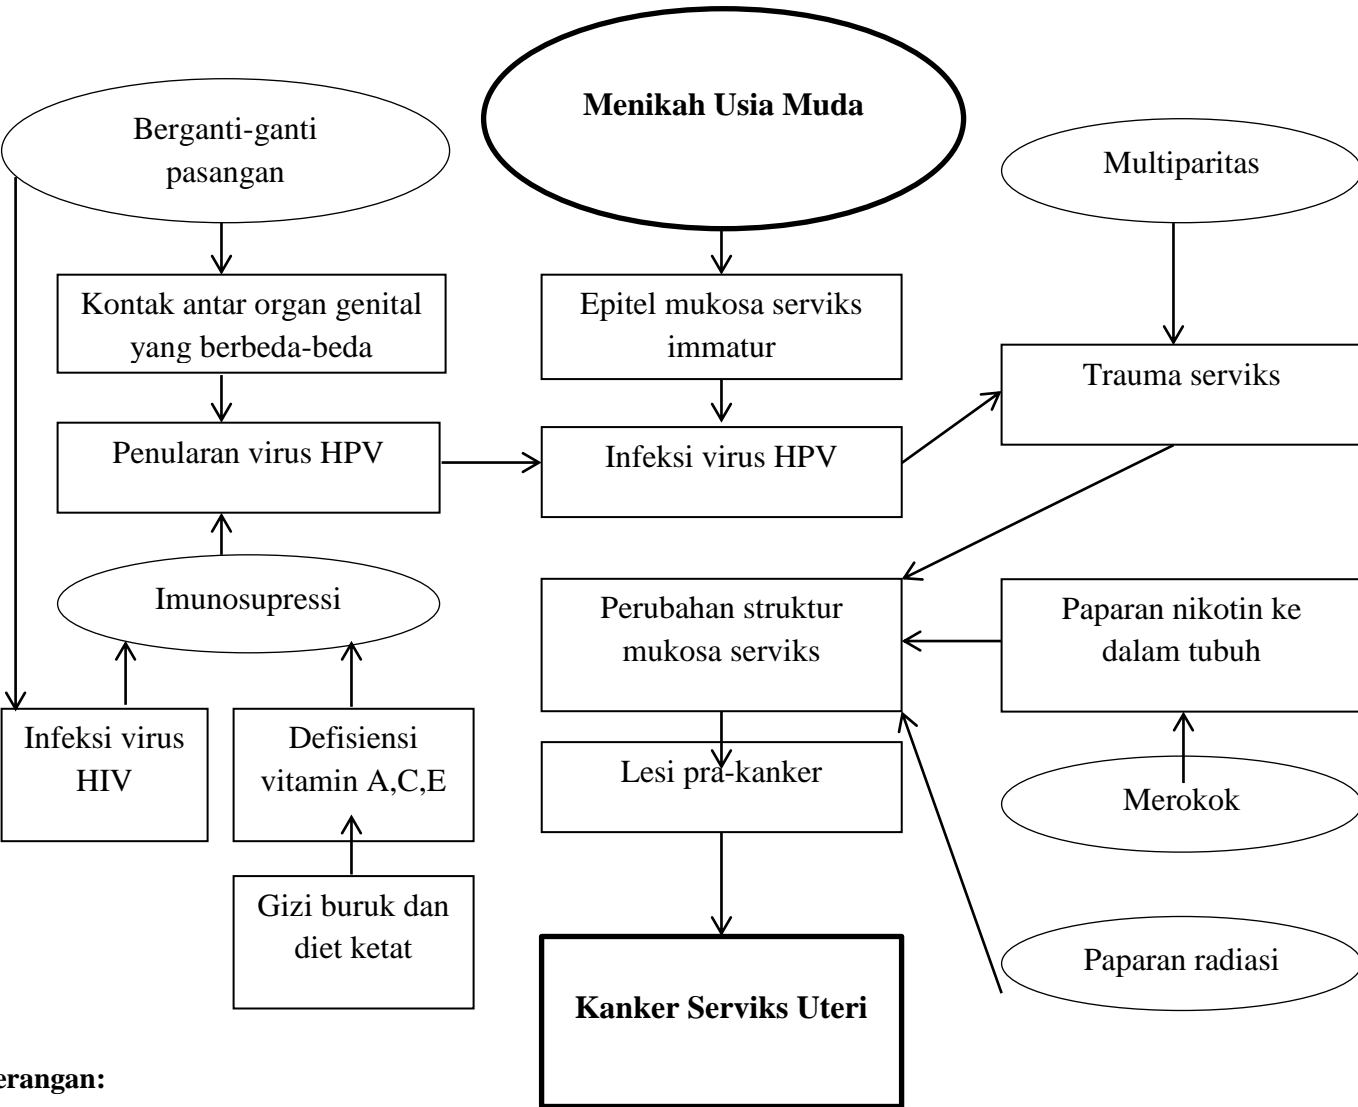 Menikah Usia Muda
Berganti-ganti
pasangan
Multiparitas
Kontak antar organ genital
yang berbeda-beda
Epitel mukosa serviks
immatur
Trauma serviks
Penularan virus HPV
Infeksi virus HPV
Imunosupressi
Perubahan struktur
mukosa serviks
Paparan nikotin ke
dalam tubuh
Infeksi virus
HIV
Defisiensi
vitamin A,C,E
Lesi pra-kanker
Merokok
Gizi buruk dan
diet ketat
Paparan radiasi
Kanker Serviks Uteri
erangan: